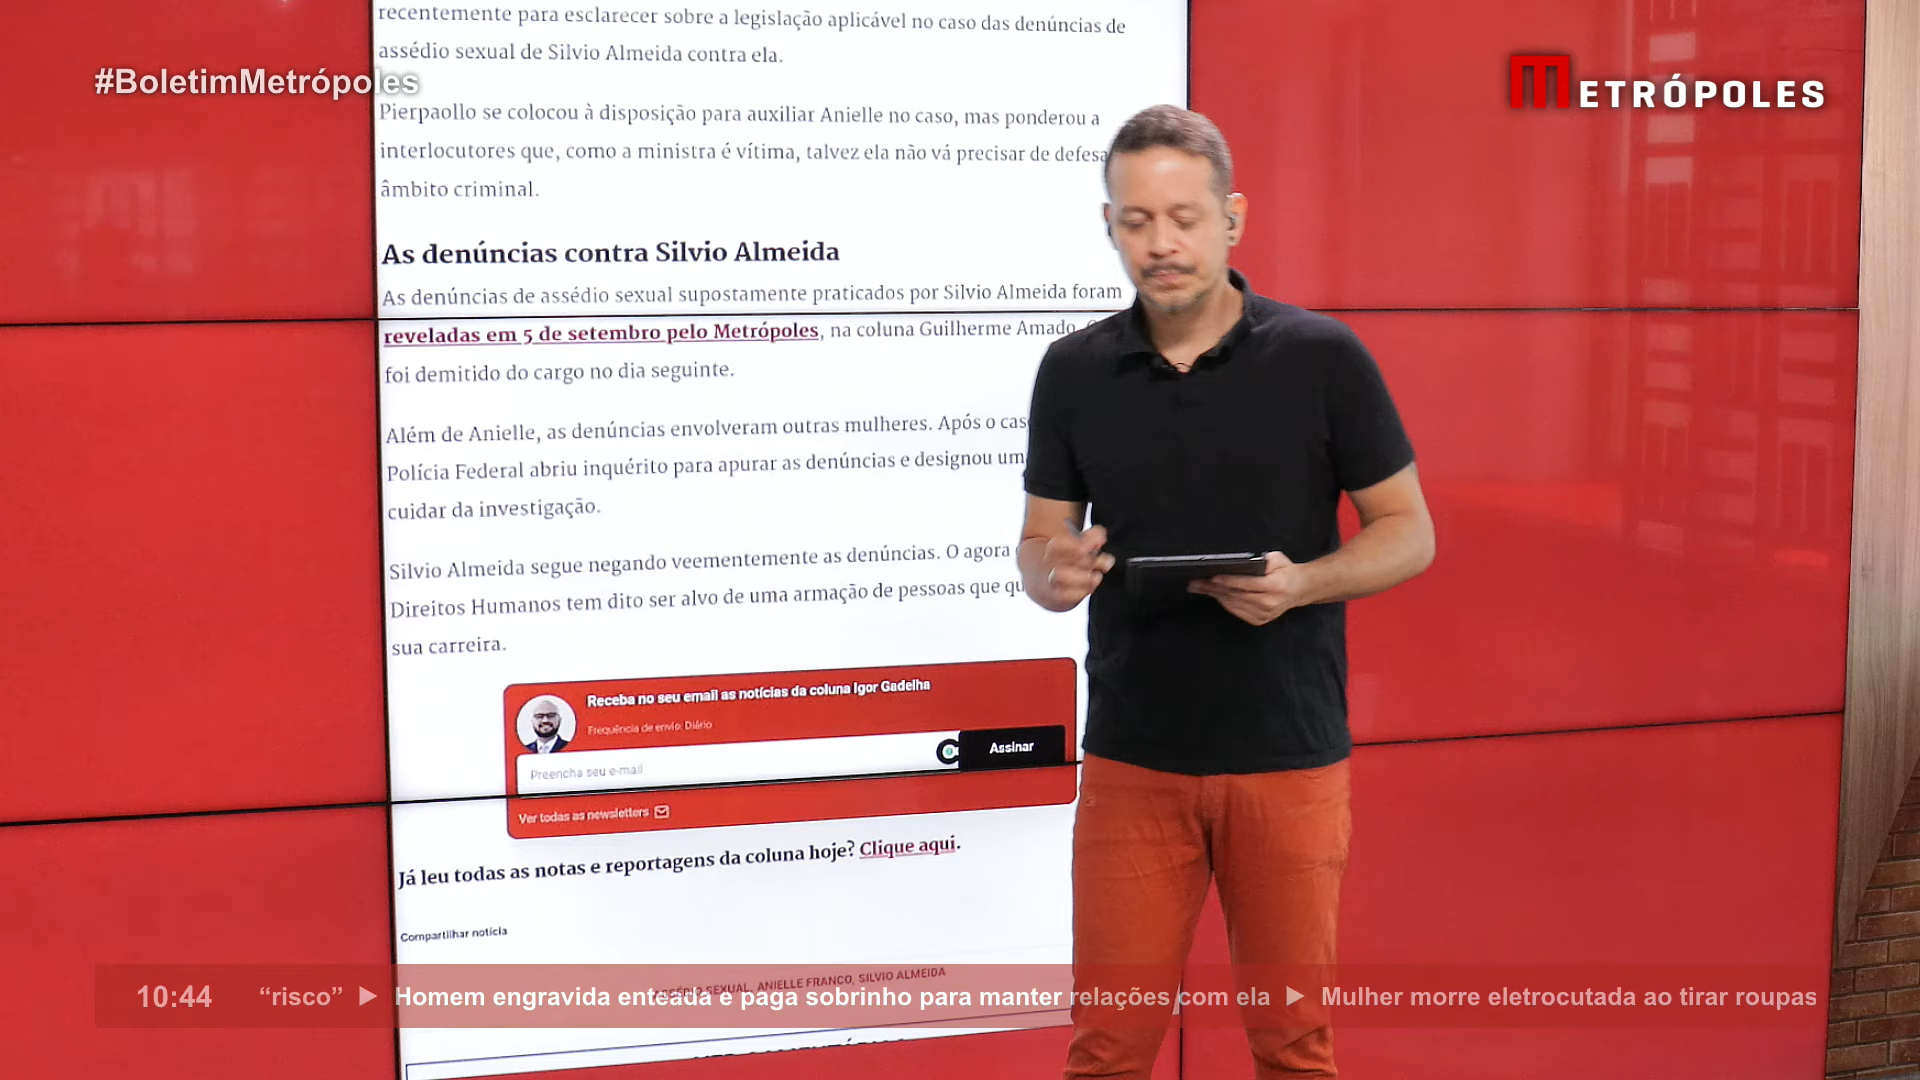 recentemente para esclarecer sobre a legislação aplicável no caso das denúncias de
assédio sexual de Silvio Almeida contra ela.
#BoletimMetrópoles
METRÓPOLES
Pierpaollo se colocou à disposição para auxiliar Anielle no caso, mas ponderou a
interlocutores que, como a ministra é vítima, talvez ela não vá precisar de defesa
âmbito criminal.
As denúncias contra Silvio Almeida
As denúncias de assédio sexual supostamente praticados por Silvio Almeida foram
reveladas em 5 de setembro pelo Metrópoles, na coluna Guilherme Amado.
foi demitido do cargo no dia seguinte.
Além de Anielle, as denúncias envolveram outras mulheres. Após o cas
Polícia Federal abriu inquérito para apurar as denúncias e designou um
cuidar da investigação.
Silvio Almeida segue negando veementemente as denúncias. O agora
Direitos Humanos tem dito ser alvo de uma armação de pessoas que qu
sua carreira.
Receba no seu email as notícias da coluna Igor Gadelha
Frequência de envio: Diário
Preencha seu e-mail
Assinar
Ver todas as newsletters
Já leu todas as notas e reportagens da coluna hoje? Clique aqui.
Compartilhar notícia
SEXUAL, ANIELLE FRANCO, SILVIO ALMEIDA
10:44 “risco” ▶ Homem engravida enteada e paga sobrinho para manter relações com ela ▶ Mulher morre eletrocutada ao tirar roupas